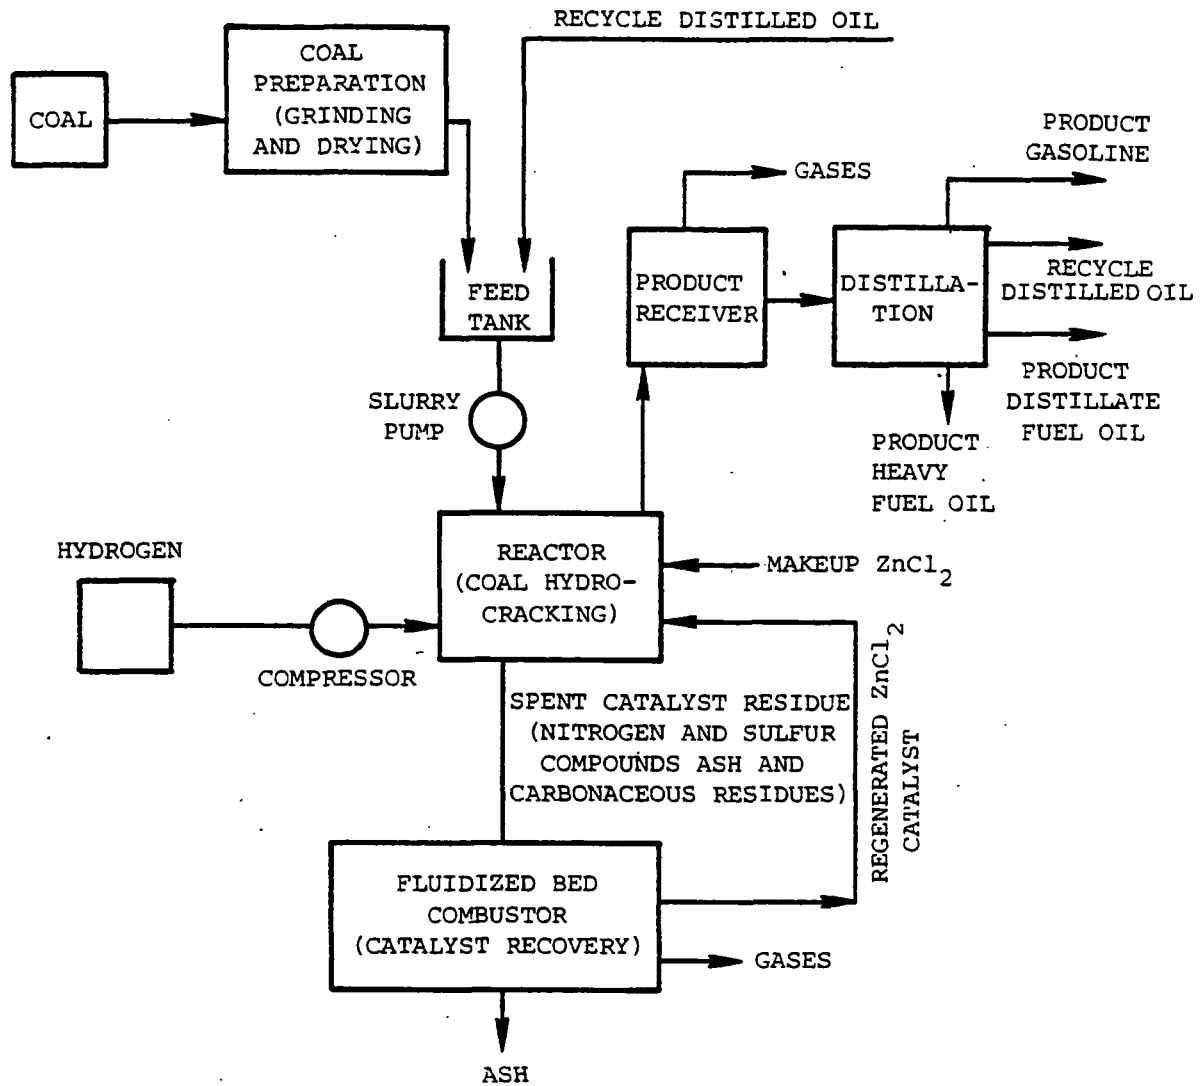 RECYCLE DISTILLED OIL
COAL
COAL
PREPARATION
(GRINDING
AND DRYING)
FEED
TANK
SLURRY
PUMP
GASES
PRODUCT
RECEIVER
DISTILLA-
TION
PRODUCT
GASOLINE
RECYCLE
DISTILLED OIL
PRODUCT
DISTILLATE
FUEL OIL
PRODUCT
HEAVY
FUEL OIL
HYDROGEN
COMPRESSOR
REACTOR
(COAL HYDRO-
CRACKING)
MAKEUP ZnCl2
SPENT CATALYST RESIDUE
(NITROGEN AND SULFUR
COMPOUNDS ASH AND
CARBONACEOUS RESIDUES)
REGENERATED ZnCl2
CATALYST
FLUIDIZED BED
COMBUSTOR
(CATALYST RECOVERY)
GASES
ASH